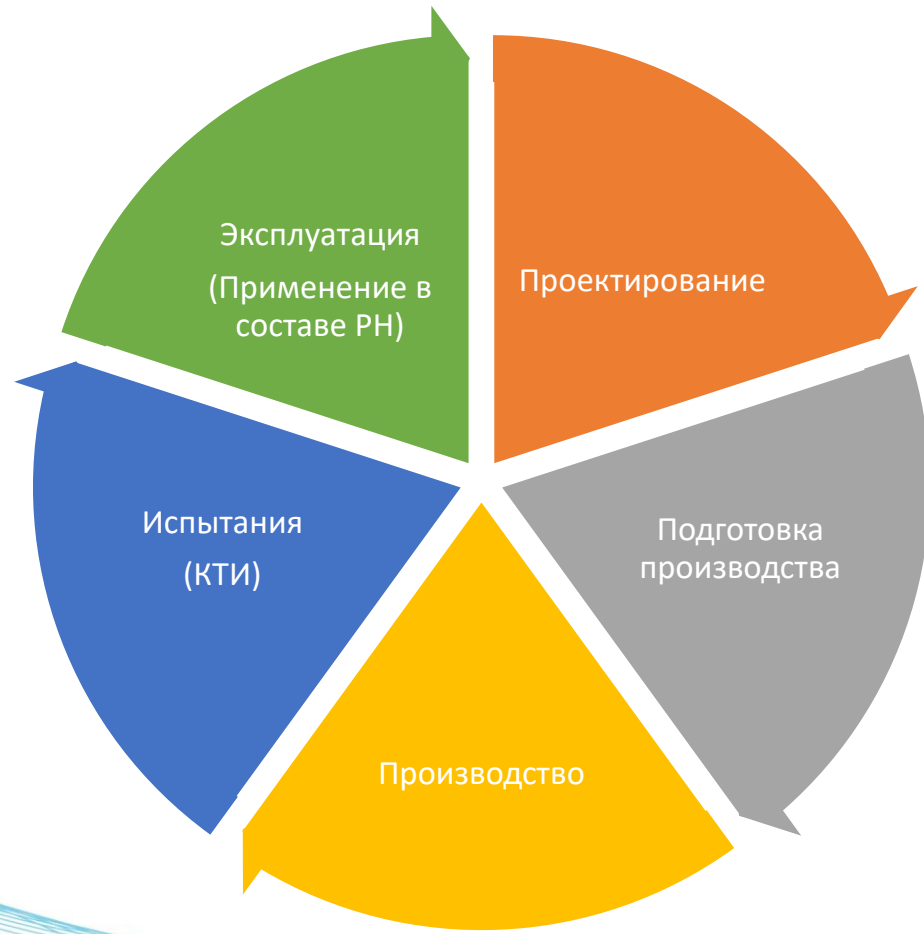 Эксплуатация
(Применение в
составе РН)
Проектирование
Подготовка
производства
Производство
Испытания
(КТИ)